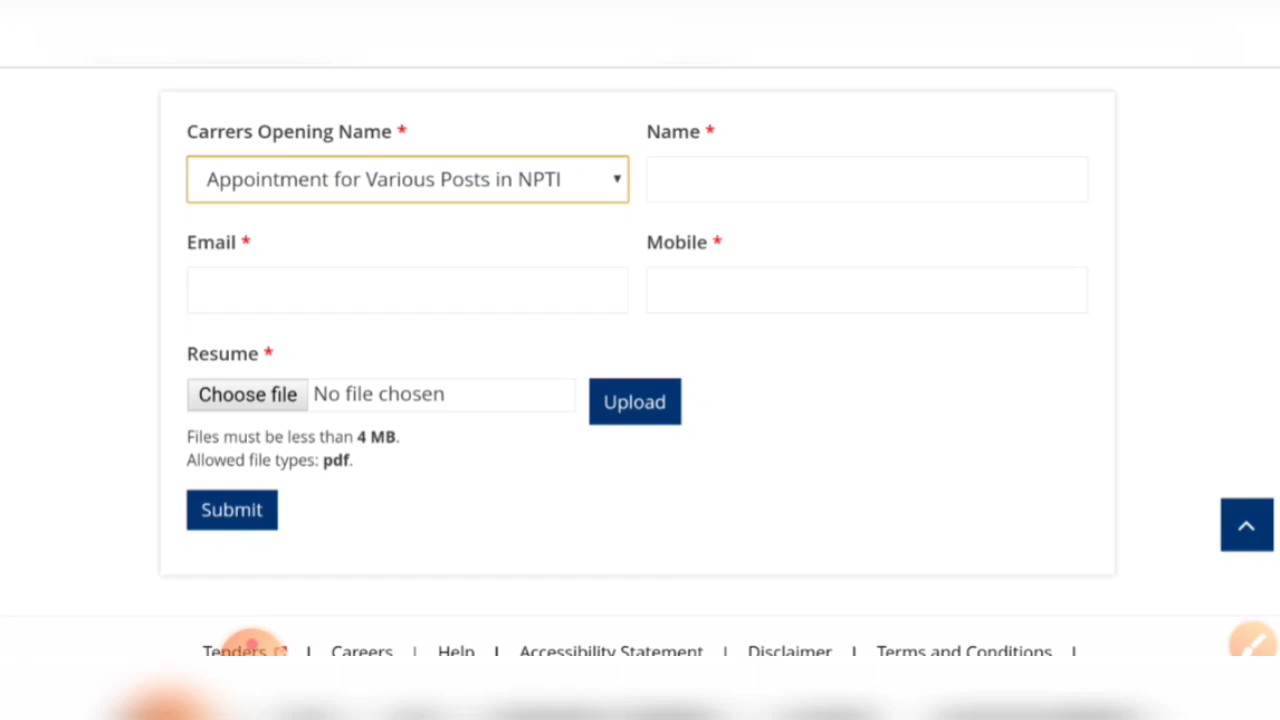 Carrers Opening Name *
Name *
Appointment for Various Posts in NPTI
Email *
Mobile *
Resume *
Choose file No file chosen
Upload
Files must be less than 4 MB.
Allowed file types: pdf.
Submit
Tenders | Careers | Help | Accessibility Statement | Disclaimer | Terms and Conditions |